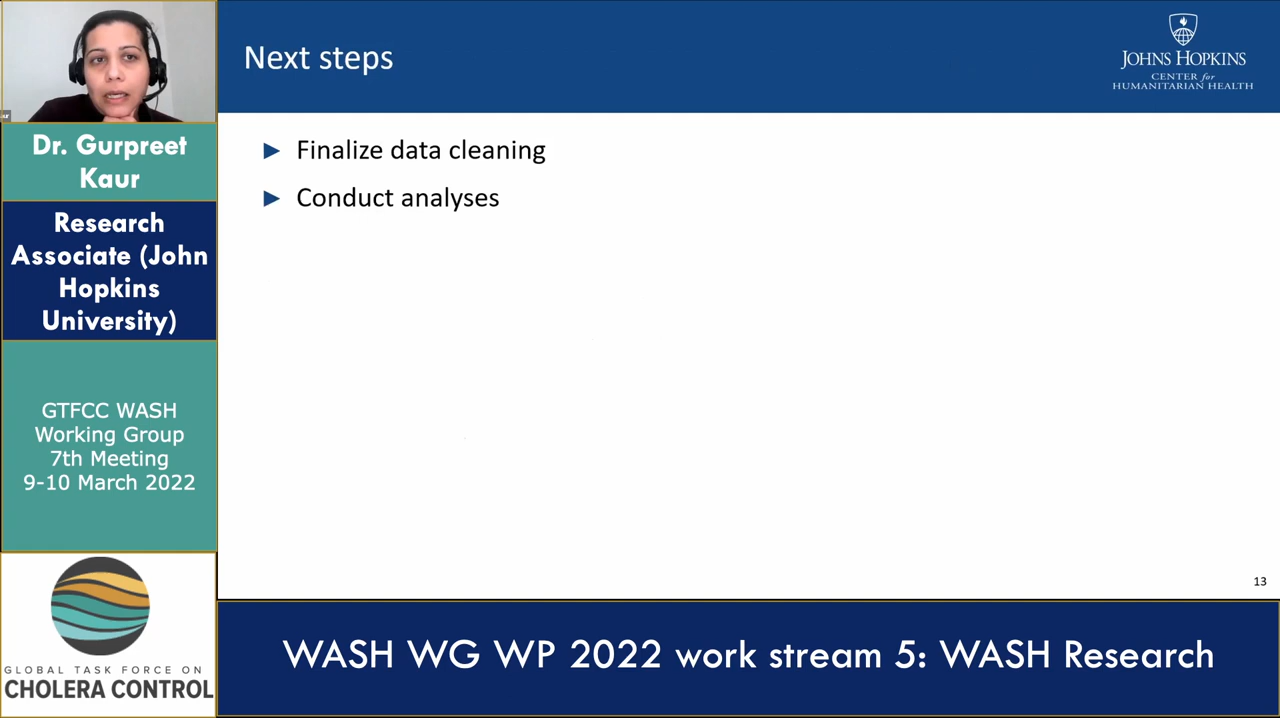 Next steps
JOHNS HOPKINS
CENTER for
HUMANITARIAN HEALTH
Dr. Gurpreet
Kaur
Research
Associate (John
Hopkins
University)
GTFCC WASH
Working Group
7th Meeting
9-10 March 2022
GLOBAL TASK FORCE ON
CHOLERA CONTROL
► Finalize data cleaning
► Conduct analyses
13
WASH WG WP 2022 work stream 5: WASH Research